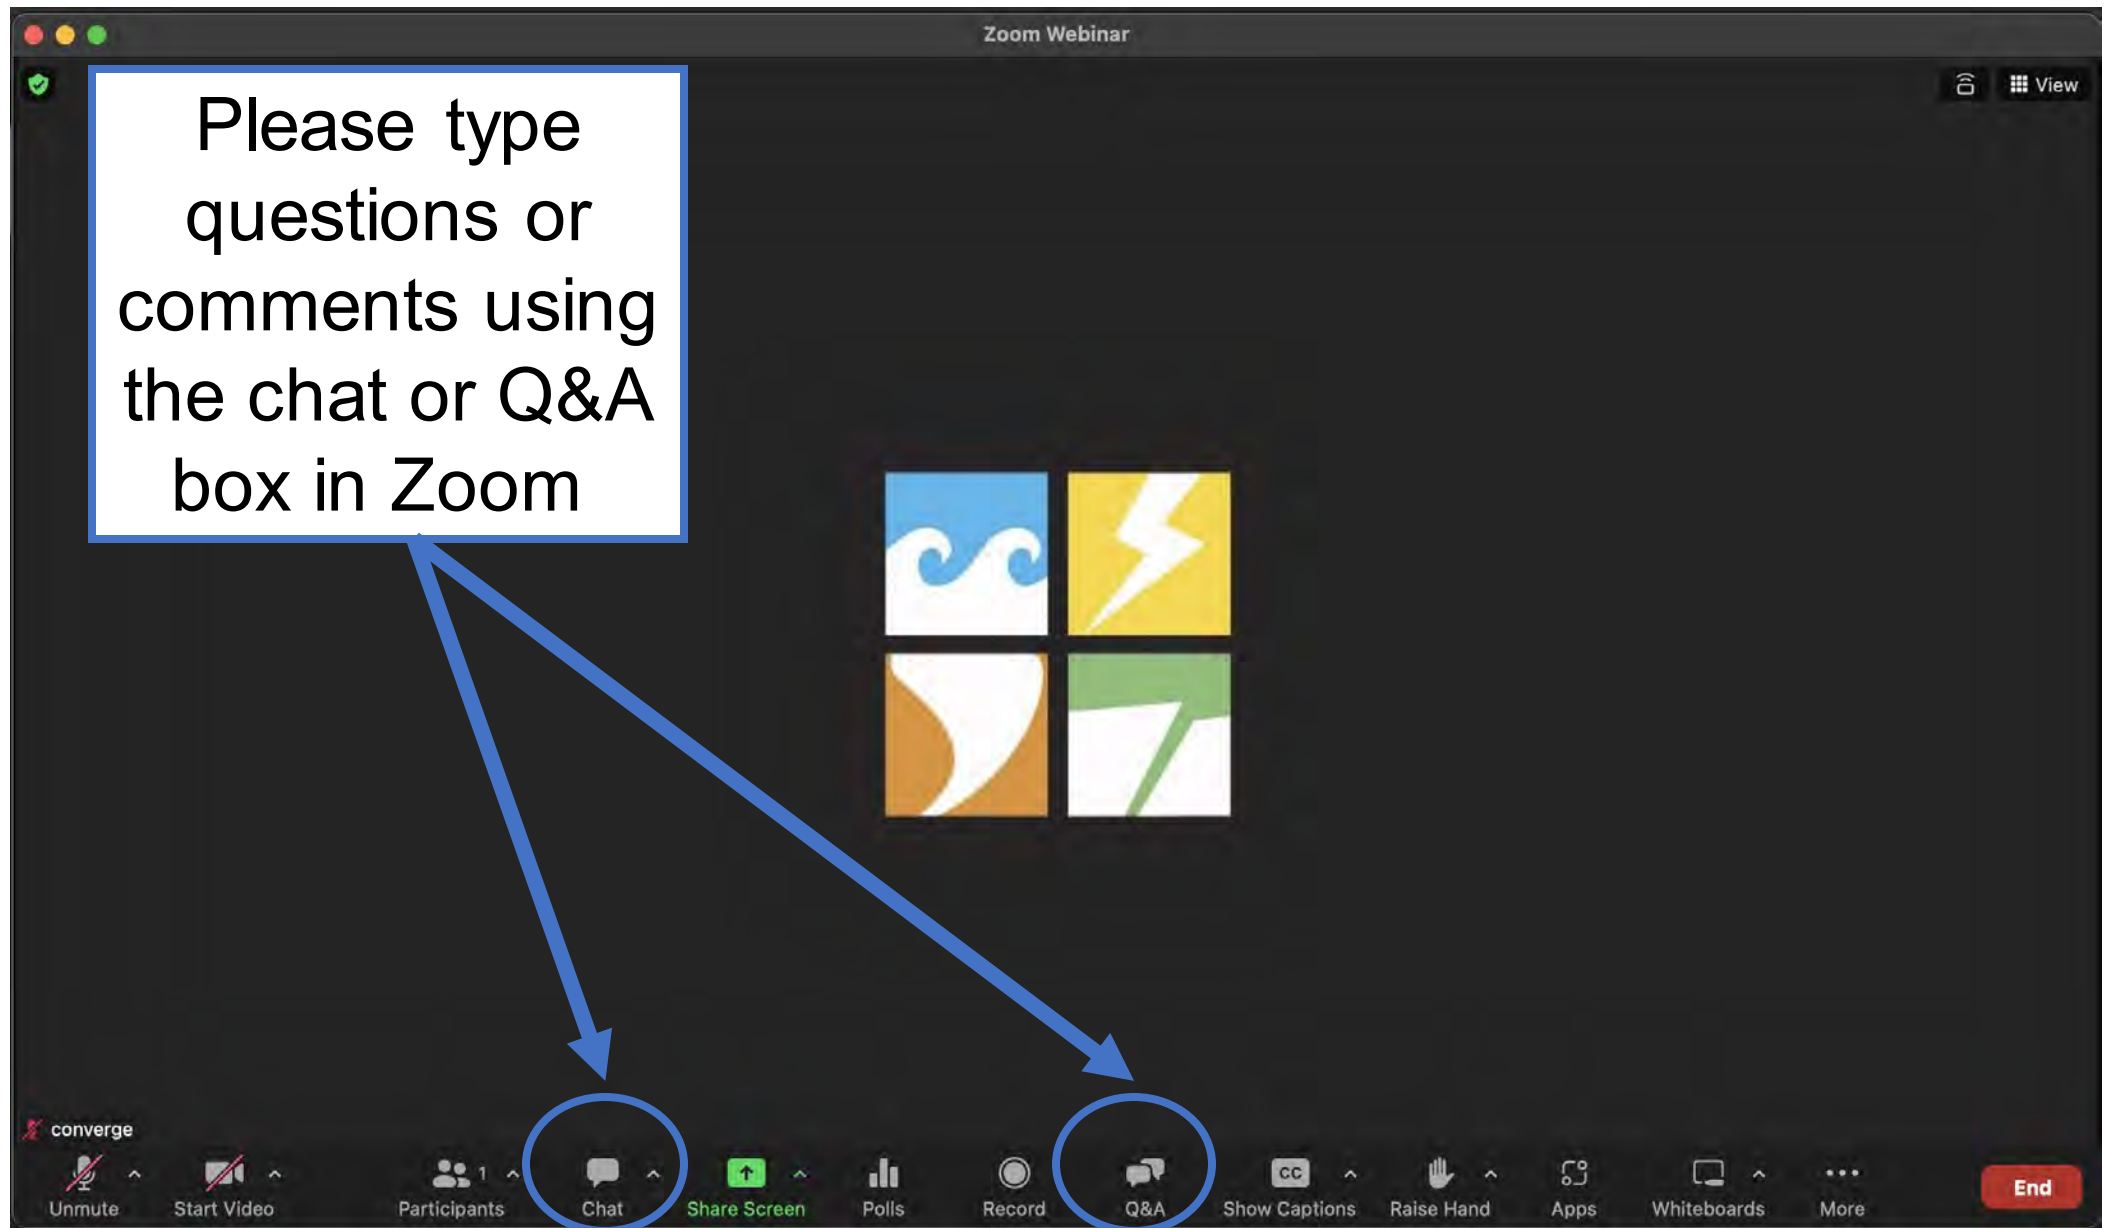 Zoom Webinar
View
Please type
questions or
comments using
the chat or Q&A
box in Zoom
converge
Unmute
Start Video
1
Participants
Chat
Share Screen
Polls
Record
Q&A
CC
Show Captions
Raise Hand
Apps
Whiteboards
More
End